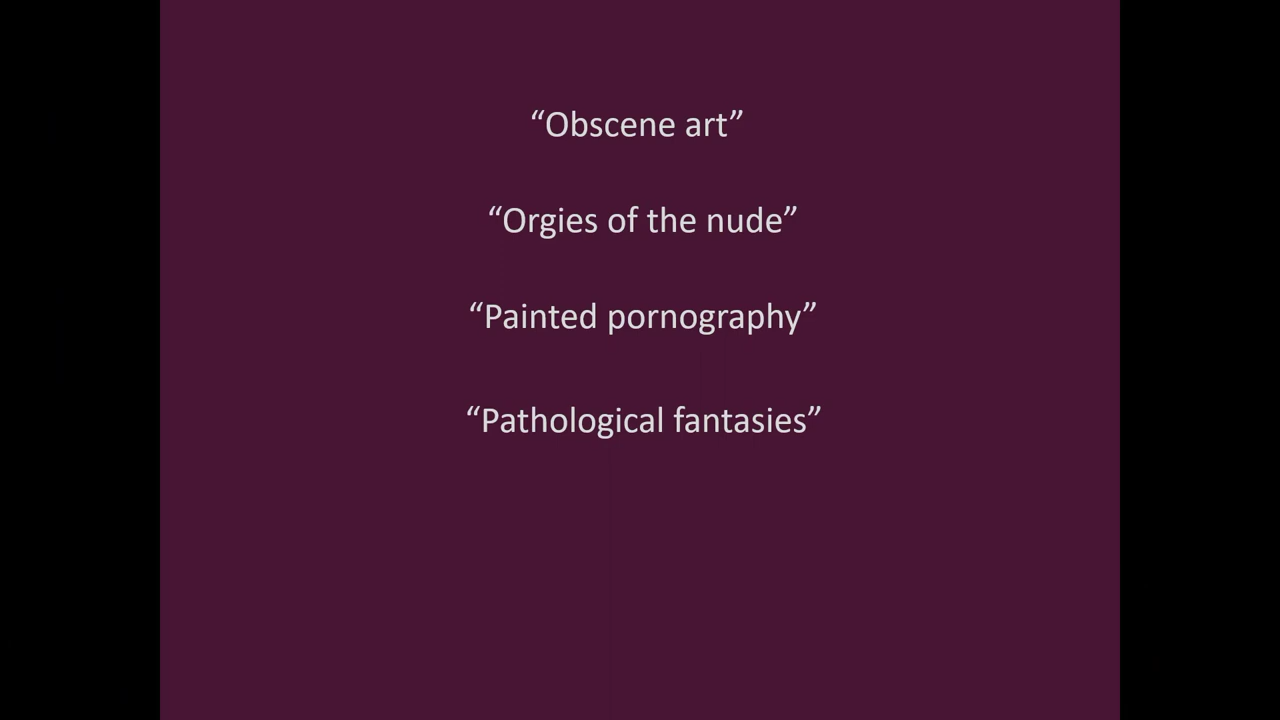 “Obscene art”
“Orgies of the nude”
“Painted pornography”
“Pathological fantasies”